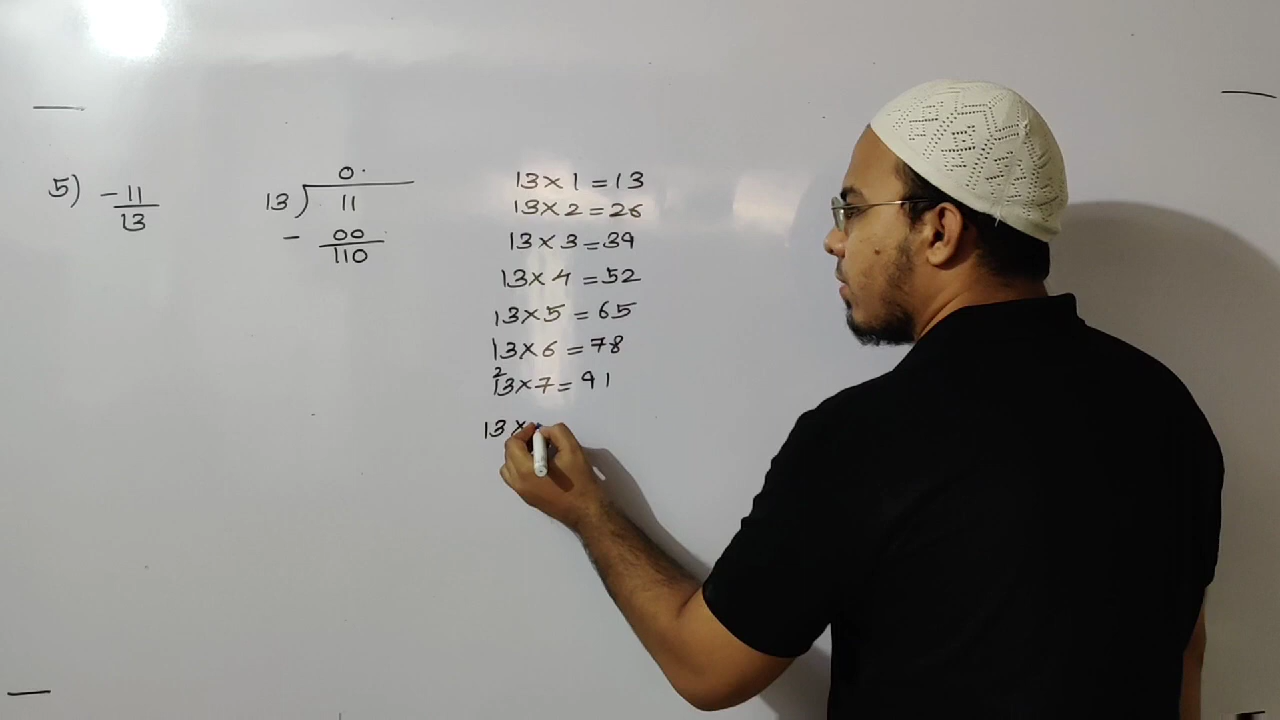 5) -11/13
0.
13 ) 11
- 00
110
13 × 1 = 13
13 × 2 = 26
13 × 3 = 39
13 × 4 = 52
13 × 5 = 65
13 × 6 = 78
2
13 × 7 = 91
13 ×